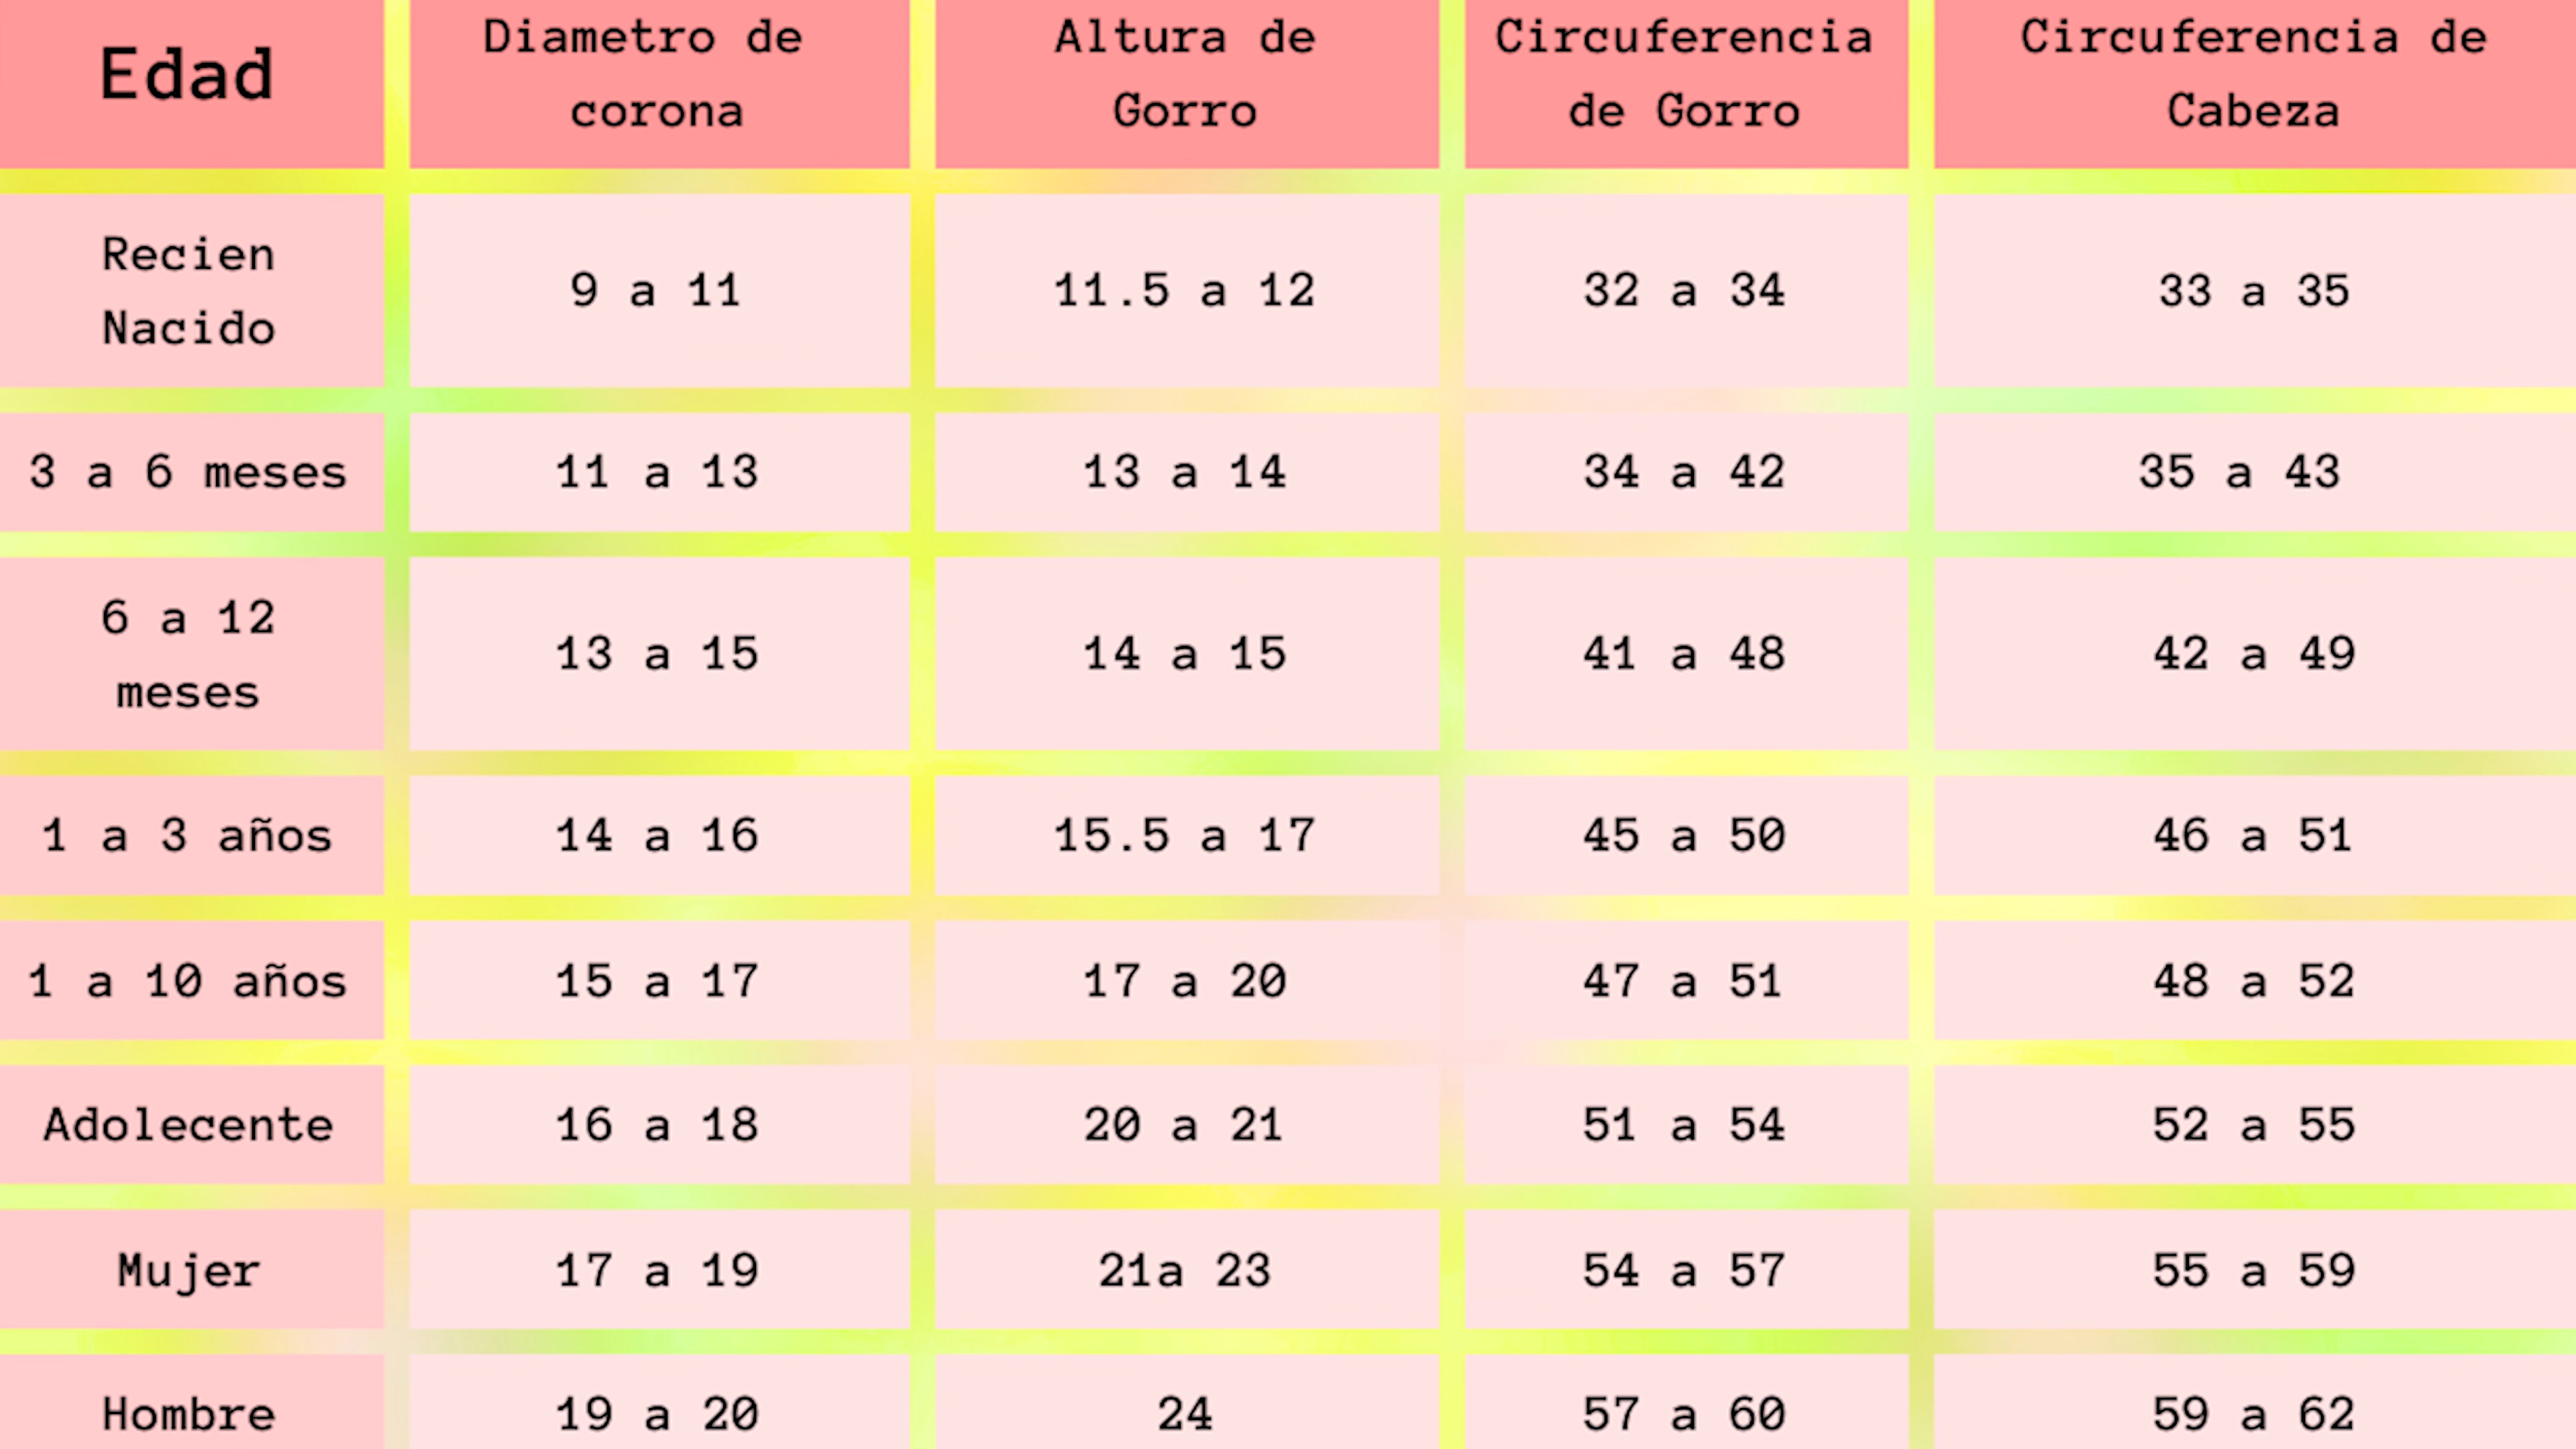 Edad
Diametro de
corona
Altura de
Gorro
Circuferencia
de Gorro
Circuferencia de
Cabeza
Recien
Nacido
9 a 11
11.5 a 12
32 a 34
33 a 35
3 a 6 meses
11 a 13
13 a 14
34 a 42
35 a 43
6 a 12
meses
13 a 15
14 a 15
41 a 48
42 a 49
1 a 3 años
14 a 16
15.5 a 17
45 a 50
46 a 51
1 a 10 años
15 a 17
17 a 20
47 a 51
48 a 52
Adolecente
16 a 18
20 a 21
51 a 54
52 a 55
Mujer
17 a 19
21a 23
54 a 57
55 a 59
Hombre
19 a 20
24
57 a 60
59 a 62